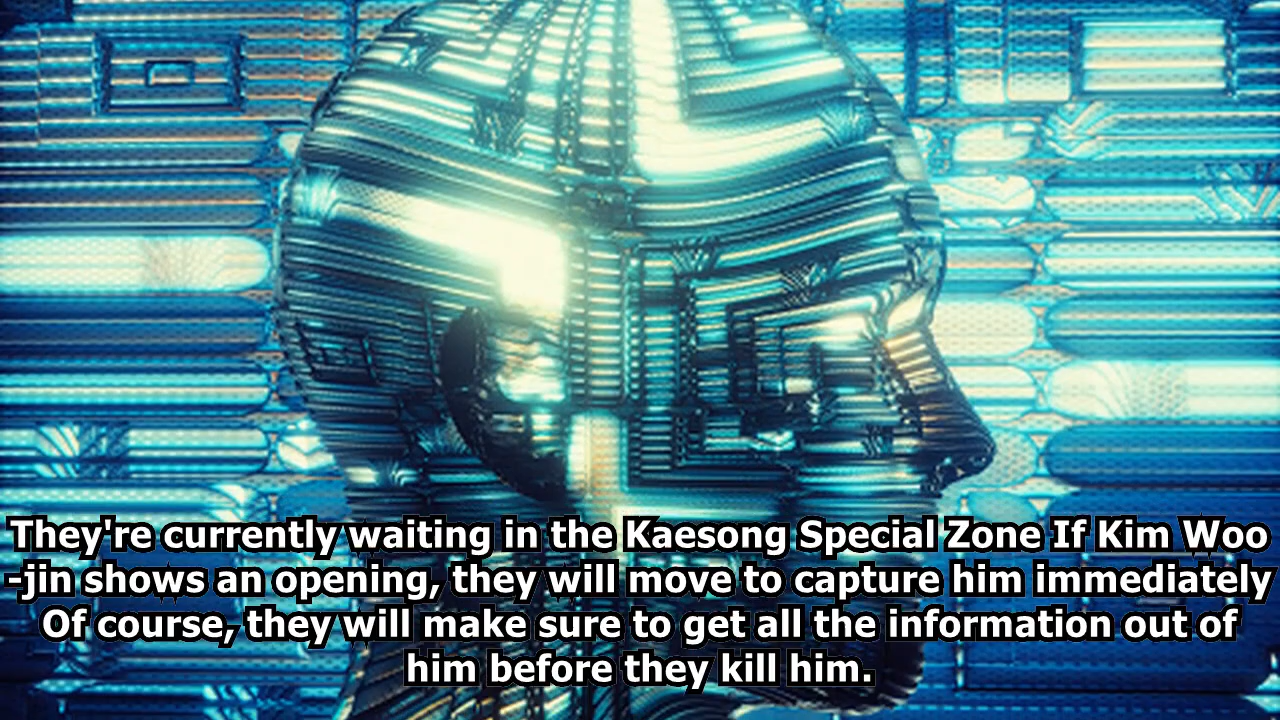 They're currently waiting in the Kaesong Special Zone If Kim Woo
-jin shows an opening, they will move to capture him immediately
Of course, they will make sure to get all the information out of
him before they kill him.